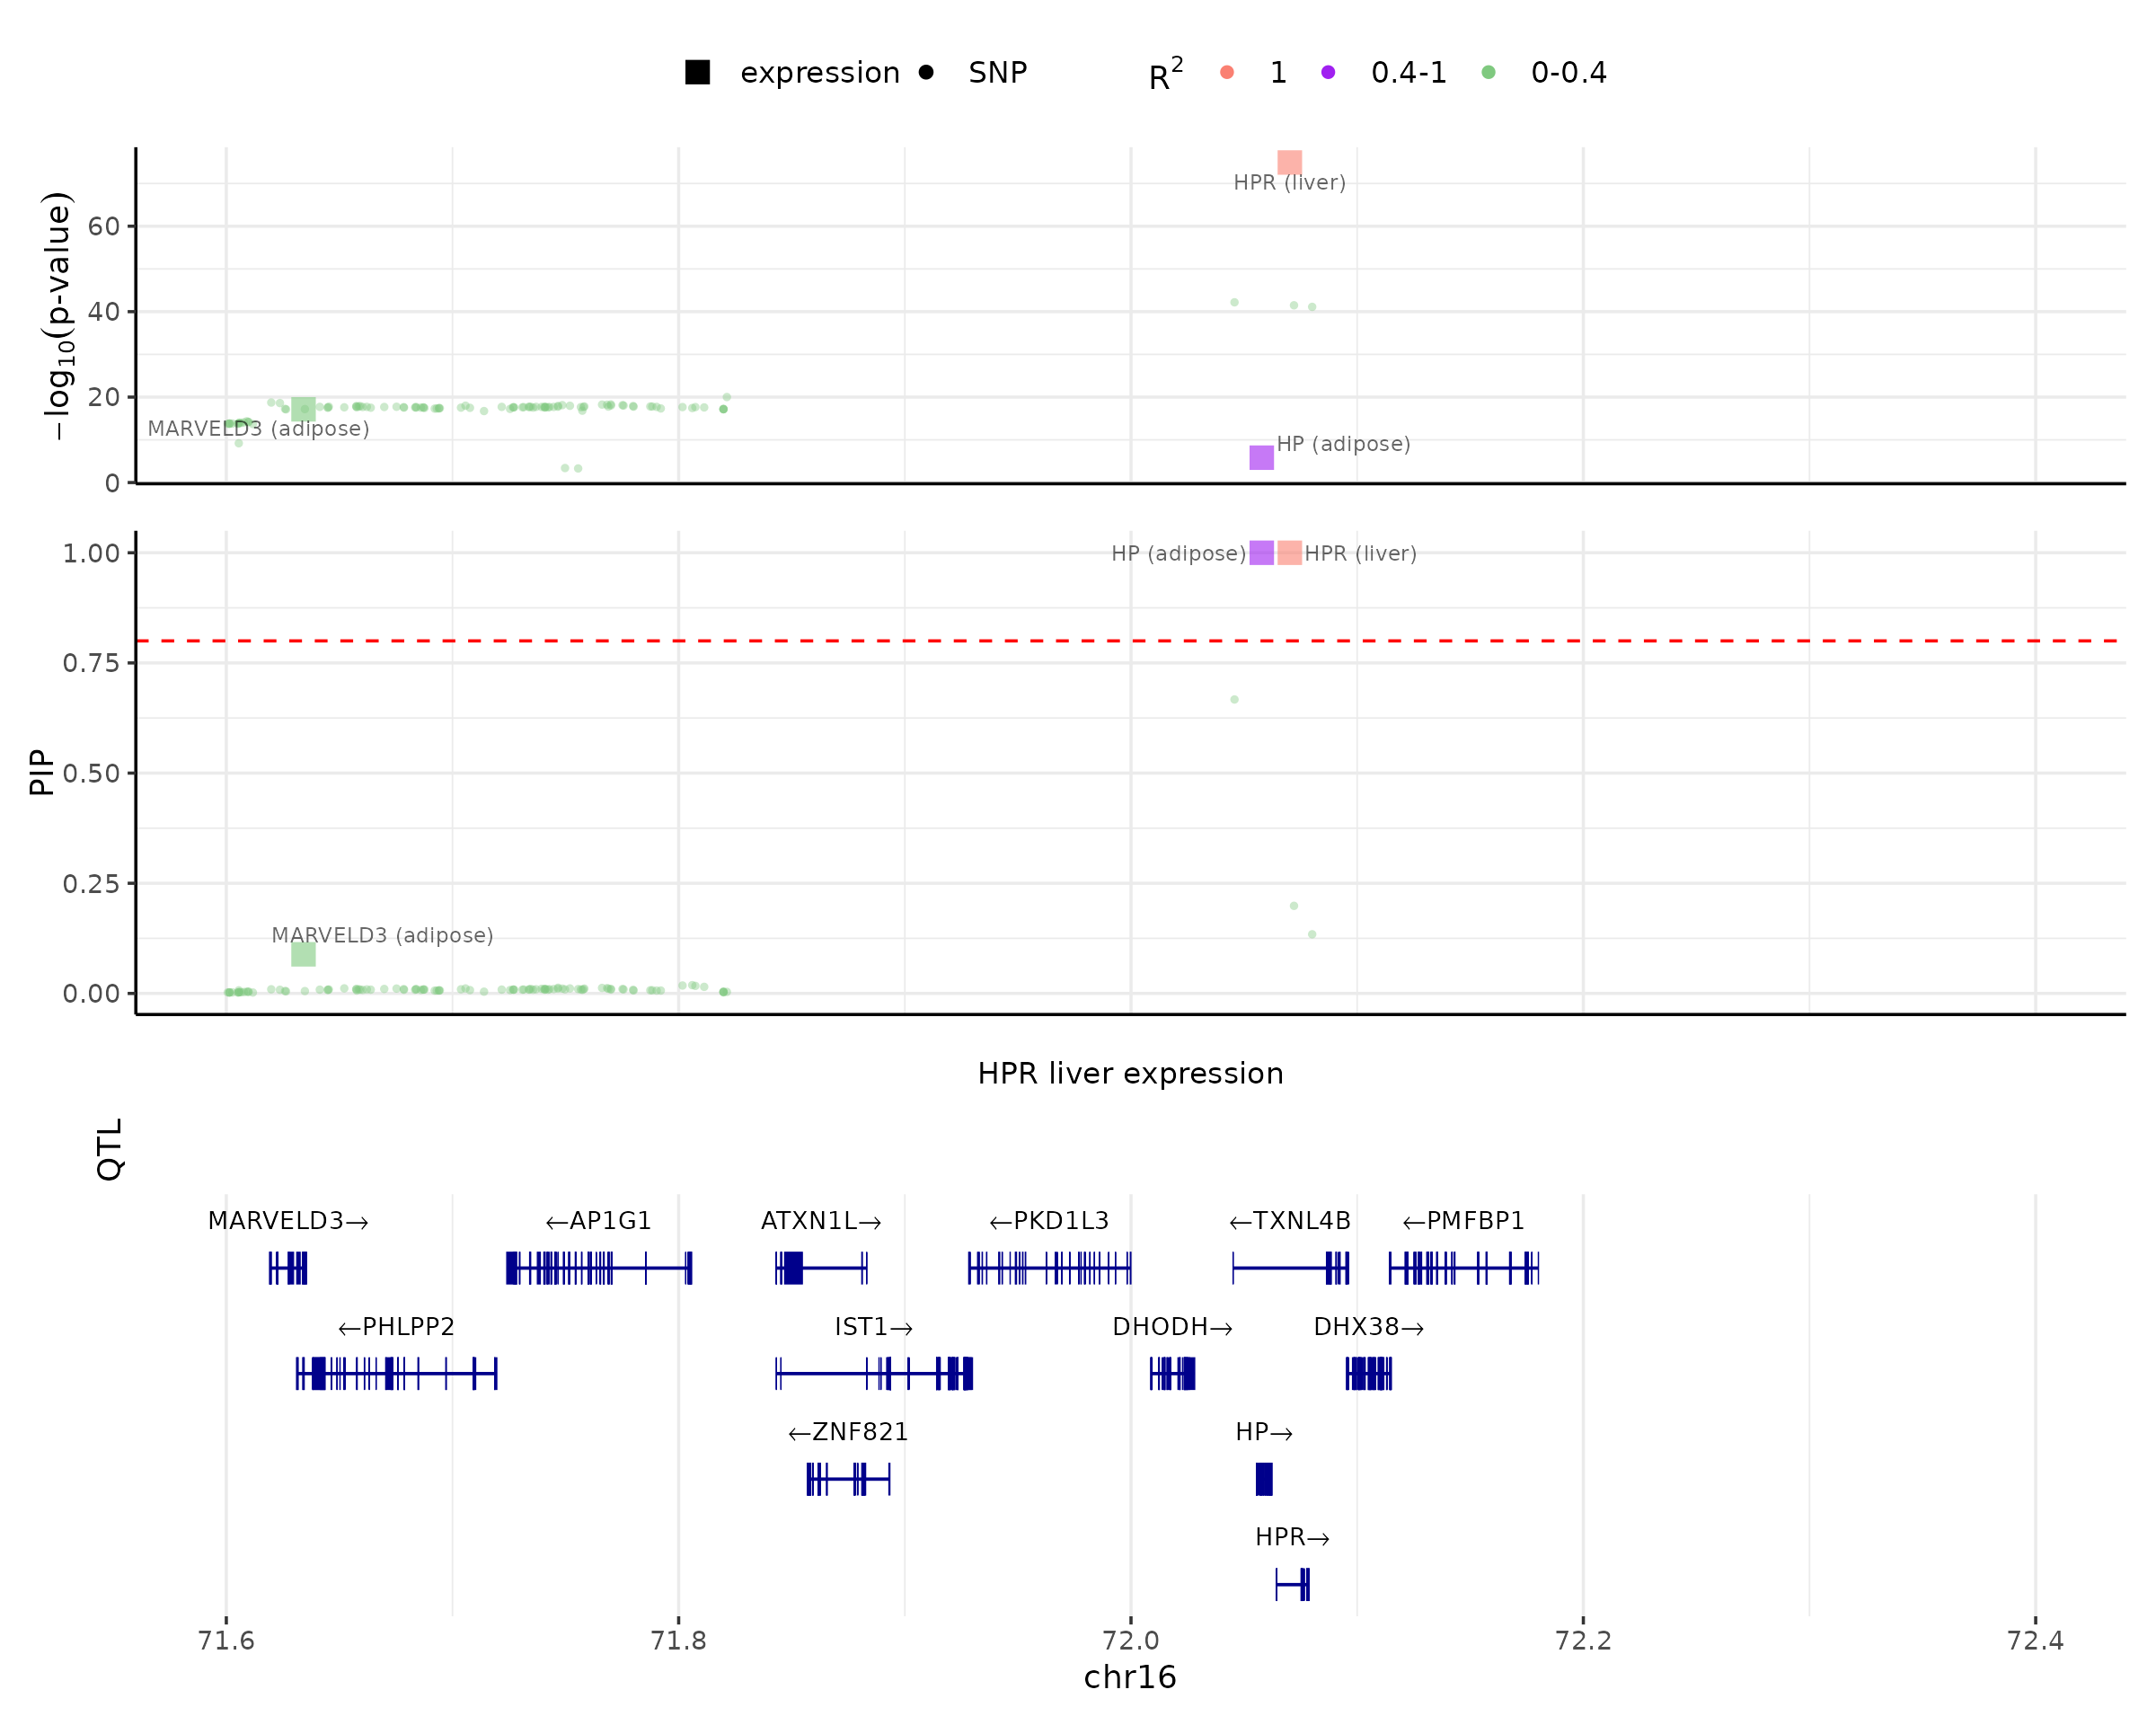 expression SNP R2 1 0.4-1 0-0.4
−log10(p-value)
60
40
20
0
HPR (liver)
MARVELD3 (adipose)
HP (adipose)
PIP
1.00
0.75
0.50
0.25
0.00
HP (adipose) HPR (liver)
MARVELD3 (adipose)
HPR liver expression
QTL
MARVELD3→ ←AP1G1 ATXN1L→ ←PKD1L3 ←TXNL4B ←PMFBP1
←PHLPP2 IST1→ DHODH→ DHX38→
←ZNF821 HP→
HPR→
71.6 71.8 72.0 72.2 72.4
chr16